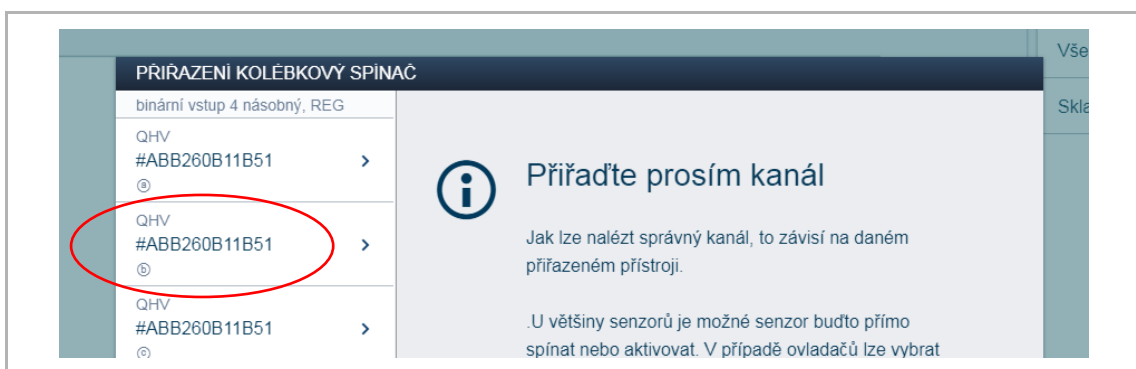 Vše
PŘIŘAZENÍ KOLÉBKOVÝ SPÍNAČ
binární vstup 4 násobný, REG
Skla
QHV
#ABB260B11B51
ⓐ
QHV
#ABB260B11B51
ⓑ
QHV
#ABB260B11B51
ⓒ
Přiřaďte prosím kanál
Jak lze nalézt správný kanál, to závisí na daném
přiřazeném přístroji.
.U většiny senzorů je možné senzor buďto přímo
spínat nebo aktivovat. V případě ovladačů lze vybrat